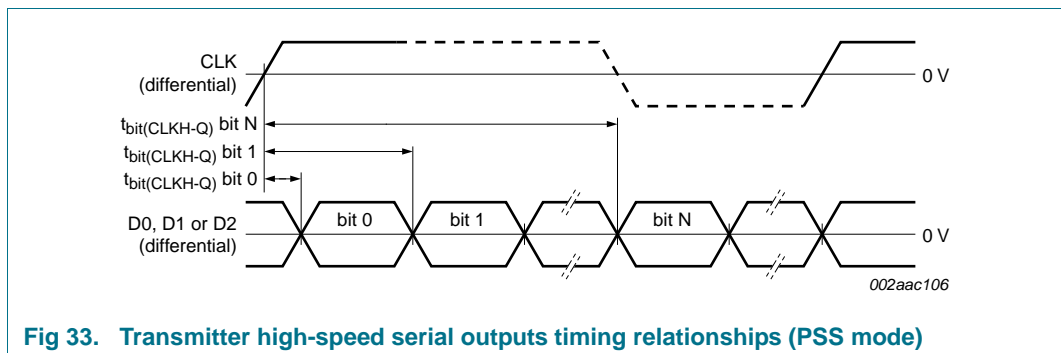 CLK
(differential)
0 V
tbit(CLKH-Q) bit N
tbit(CLKH-Q) bit 1
tbit(CLKH-Q) bit 0
D0, D1 or D2
(differential)
bit 0
bit 1
bit N
0 V
002aac106
Fig 33. Transmitter high-speed serial outputs timing relationships (PSS mode)